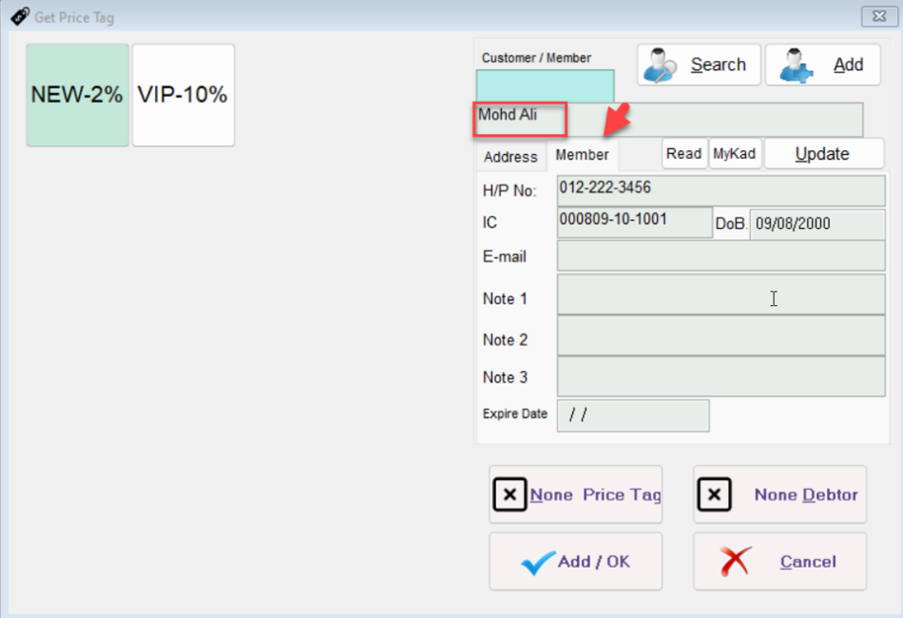 Get Price Tag
NEW-2% VIP-10%
Customer / Member
Search Add
Mohd Ali
Address Member Read MyKad Update
H/P No: 012-222-3456
IC 000809-10-1001 DoB. 09/08/2000
E-mail
Note 1
Note 2
Note 3
Expire Date / /
None Price Tag None Debtor
Add / OK Cancel